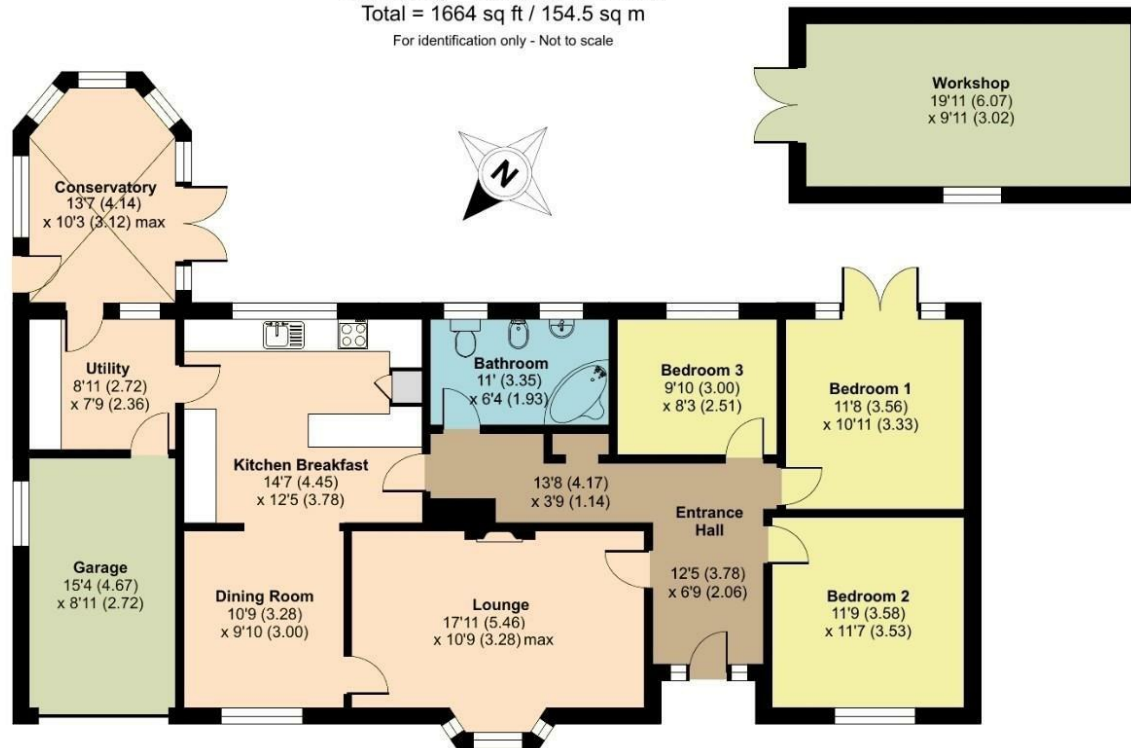 Total = 1664 sq ft / 154.5 sq m
For identification only - Not to scale
Workshop
19'11 (6.07)
x 9'11 (3.02)
N
Conservatory
13'7 (4.14)
x 10'3 (3.12) max
Utility
8'11 (2.72)
x 7'9 (2.36)
Kitchen Breakfast
14'7 (4.45)
x 12'5 (3.78)
Bathroom
11' (3.35)
x 6'4 (1.93)
Bedroom 3
9'10 (3.00)
x 8'3 (2.51)
Bedroom 1
11'8 (3.56)
x 10'11 (3.33)
13'8 (4.17)
x 3'9 (1.14)
Entrance
Hall
12'5 (3.78)
x 6'9 (2.06)
Garage
15'4 (4.67)
x 8'11 (2.72)
Dining Room
10'9 (3.28)
x 9'10 (3.00)
Lounge
17'11 (5.46)
x 10'9 (3.28) max
Bedroom 2
11'9 (3.58)
x 11'7 (3.53)